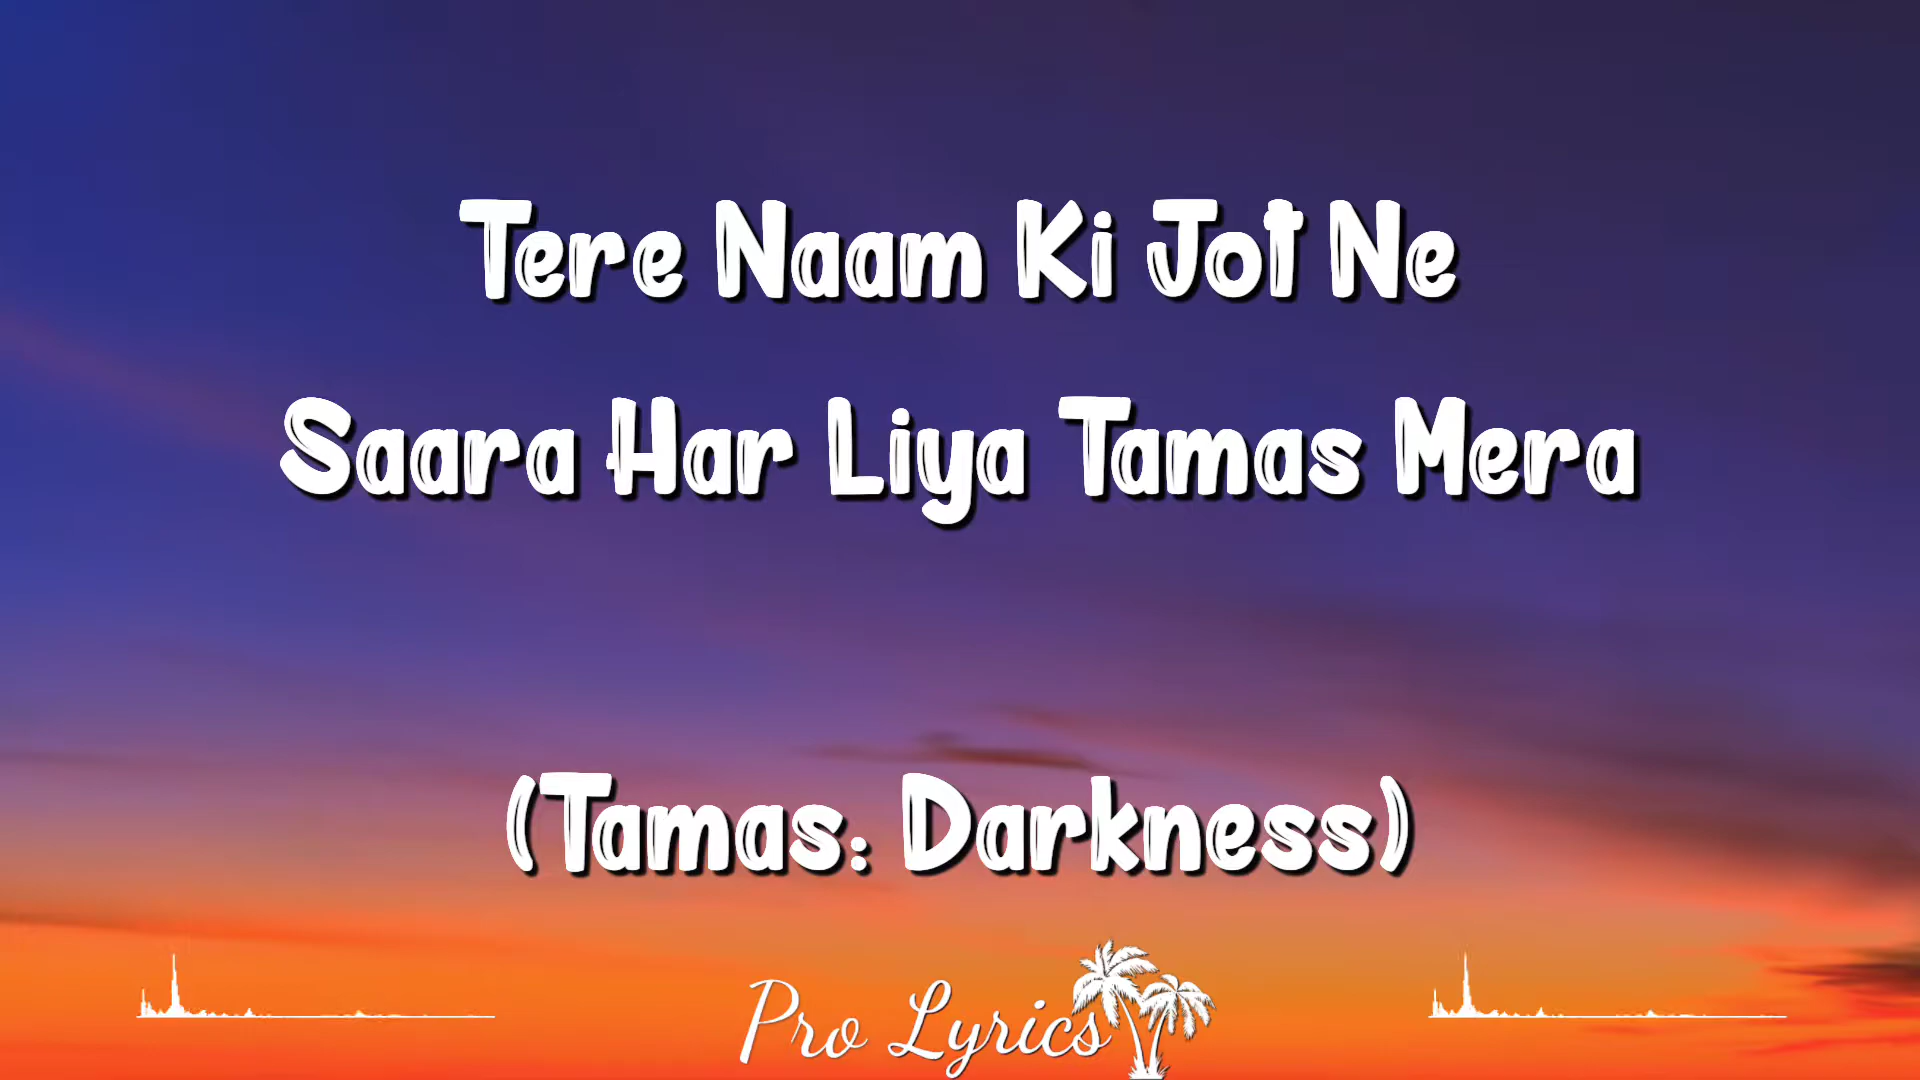 Tere Naam Ki Jot Ne
Saara Har Liya Tamas Mera
(Tamas: Darkness)
Pro Lyrics